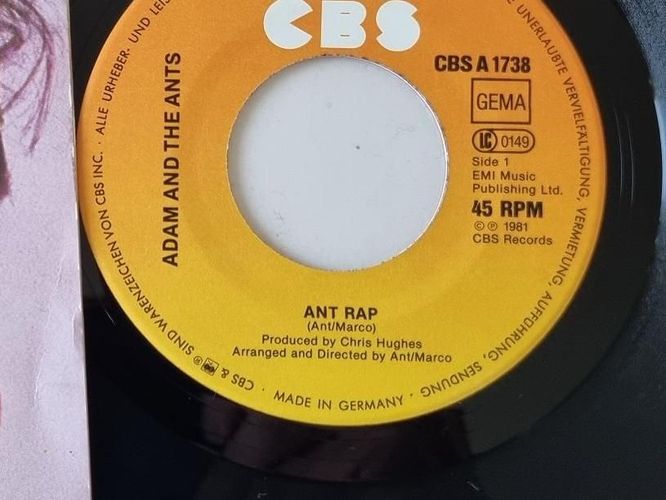 CBS
CBS A 1738
GEMA
LC 0149
Side 1
EMI Music
Publishing Ltd.
45 RPM
© ℗ 1981
CBS Records
ADAM AND THE ANTS
ANT RAP
(Ant/Marco)
Produced by Chris Hughes
Arranged and Directed by Ant/Marco
CBS & ® SIND WARENZEICHEN VON CBS INC. · ALLE URHEBER- UND LEIS
E UNERLAUBTE VERVIELFÄLTIGUNG, VERMIETUNG, AUFFÜHRUNG, SENDUNG ·
MADE IN GERMANY ·